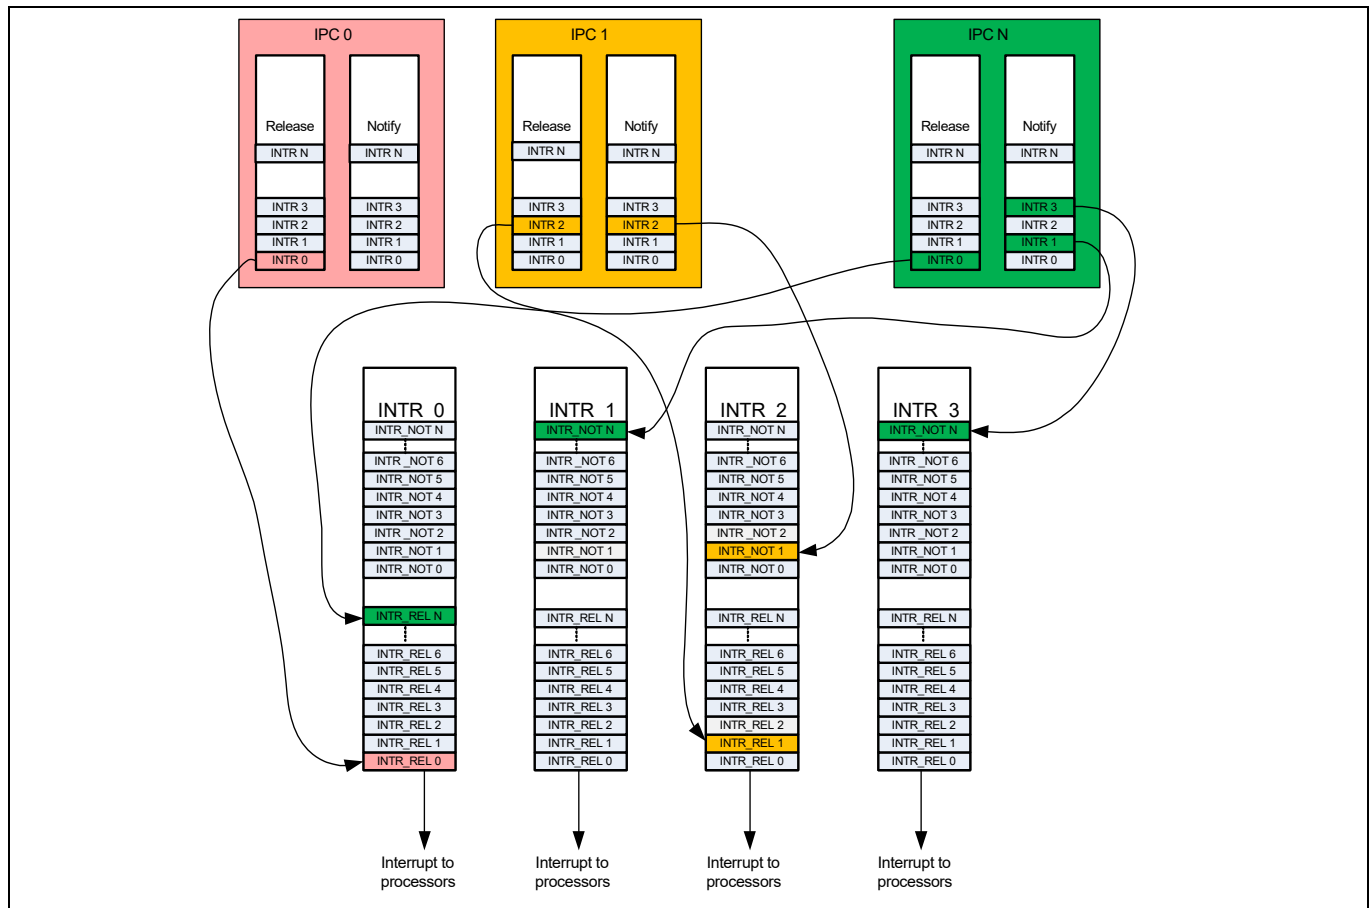 IPC 0
Release
Notify
INTR N
INTR N
INTR 3
INTR 3
INTR 2
INTR 2
INTR 1
INTR 1
INTR 0
INTR 0
IPC 1
Release
Notify
INTR N
INTR N
INTR 3
INTR 3
INTR 2
INTR 2
INTR 1
INTR 1
INTR 0
INTR 0
IPC N
Release
Notify
INTR N
INTR N
INTR 3
INTR 3
INTR 2
INTR 2
INTR 1
INTR 1
INTR 0
INTR 0
INTR_0
INTR_NOT N
INTR_NOT 6
INTR_NOT 5
INTR_NOT 4
INTR_NOT 3
INTR_NOT 2
INTR_NOT 1
INTR_NOT 0
INTR_REL N
INTR_REL 6
INTR_REL 5
INTR_REL 4
INTR_REL 3
INTR_REL 2
INTR_REL 1
INTR_REL 0
Interrupt to
processors
INTR_1
INTR_NOT N
INTR_NOT 6
INTR_NOT 5
INTR_NOT 4
INTR_NOT 3
INTR_NOT 2
INTR_NOT 1
INTR_NOT 0
INTR_REL N
INTR_REL 6
INTR_REL 5
INTR_REL 4
INTR_REL 3
INTR_REL 2
INTR_REL 1
INTR_REL 0
Interrupt to
processors
INTR_2
INTR_NOT N
INTR_NOT 6
INTR_NOT 5
INTR_NOT 4
INTR_NOT 3
INTR_NOT 2
INTR_NOT 1
INTR_NOT 0
INTR_REL N
INTR_REL 6
INTR_REL 5
INTR_REL 4
INTR_REL 3
INTR_REL 2
INTR_REL 1
INTR_REL 0
Interrupt to
processors
INTR_3
INTR_NOT N
INTR_NOT 6
INTR_NOT 5
INTR_NOT 4
INTR_NOT 3
INTR_NOT 2
INTR_NOT 1
INTR_NOT 0
INTR_REL N
INTR_REL 6
INTR_REL 5
INTR_REL 4
INTR_REL 3
INTR_REL 2
INTR_REL 1
INTR_REL 0
Interrupt to
processors